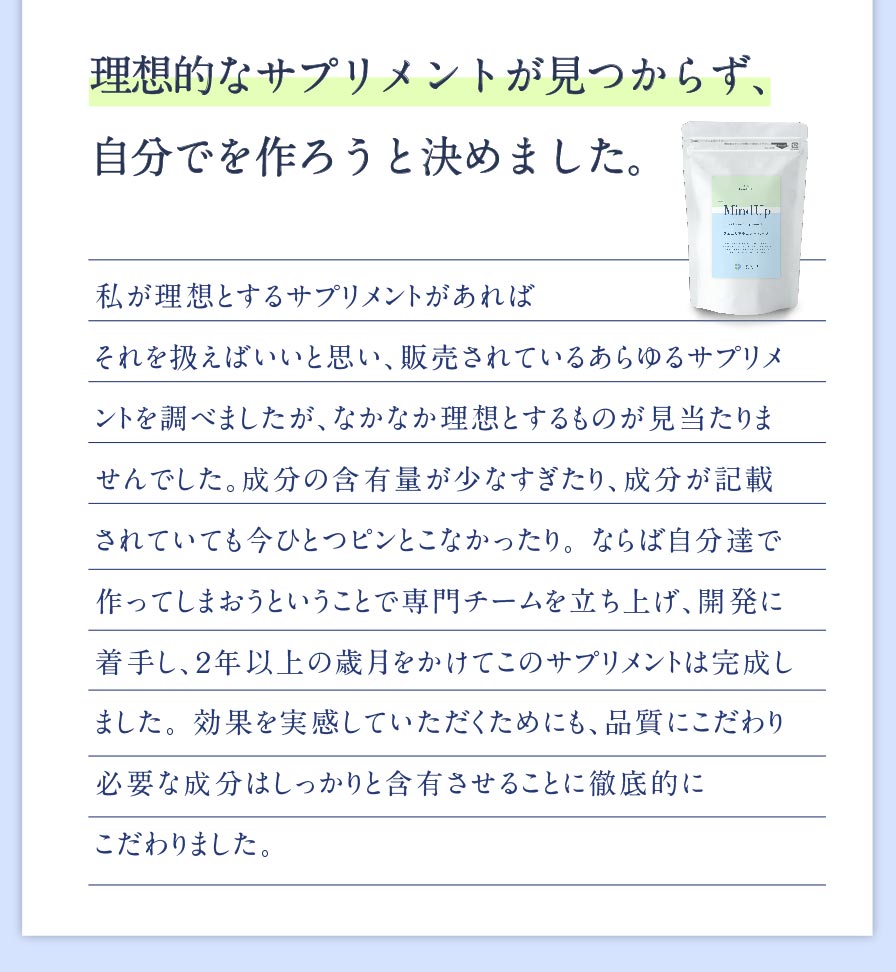 理想的なサプリメントが見つからず、
自分でを作ろうと決めました。
MindUp
私が理想とするサプリメントがあれば
それを扱えばいいと思い、販売されているあらゆるサプリメ
ントを調べましたが、なかなか理想とするものが見当たりま
せんでした。成分の含有量が少なすぎたり、成分が記載
されていても今ひとつピンとこなかったり。ならば自分達で
作ってしまおうということで専門チームを立ち上げ、開発に
着手し、2年以上の歳月をかけてこのサプリメントは完成し
ました。効果を実感していただくためにも、品質にこだわり
必要な成分はしっかりと含有させることに徹底的に
こだわりました。